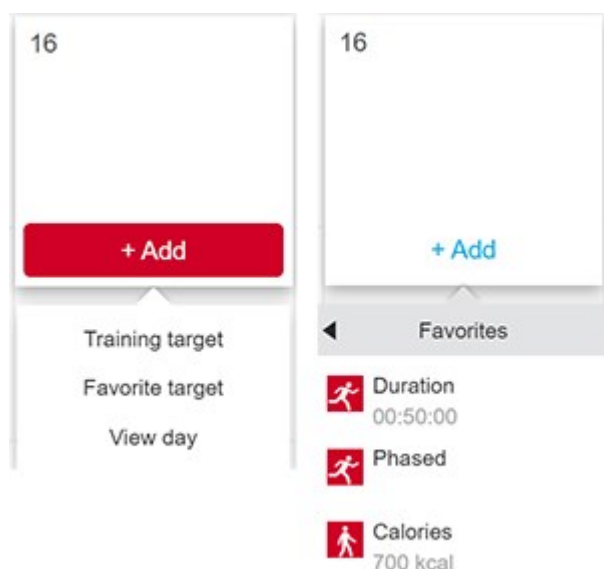 16
+ Add
Training target
Favorite target
View day
16
+ Add
Favorites
Duration
00:50:00
Phased
Calories
700 kcal